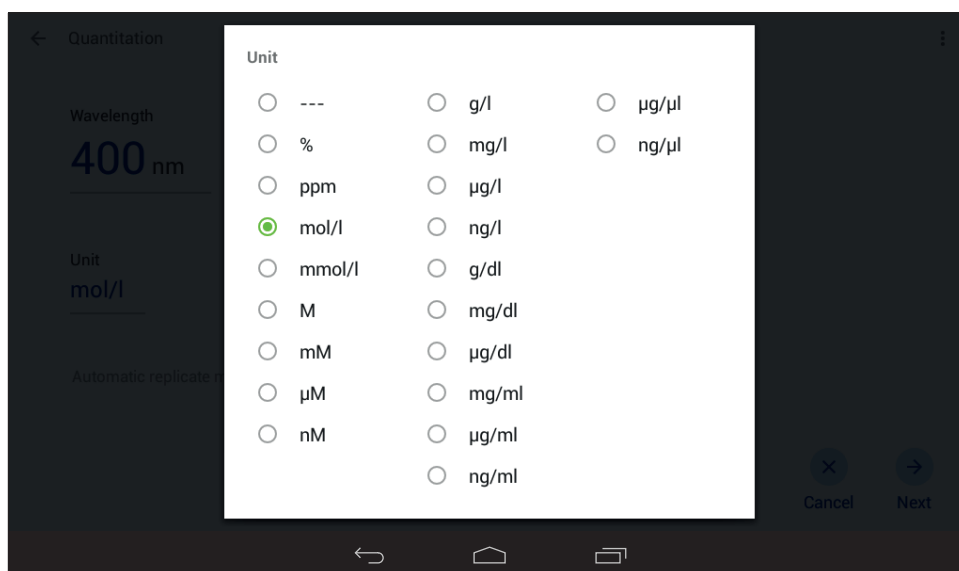 Quantitation
Wavelength
400 nm
Unit
mol/l
Automatic replicate
Unit
---
%
ppm
mol/l
mmol/l
M
mM
µM
nM
g/l
mg/l
µg/l
ng/l
g/dl
mg/dl
µg/dl
mg/ml
µg/ml
ng/ml
µg/µl
ng/µl
Cancel
Next